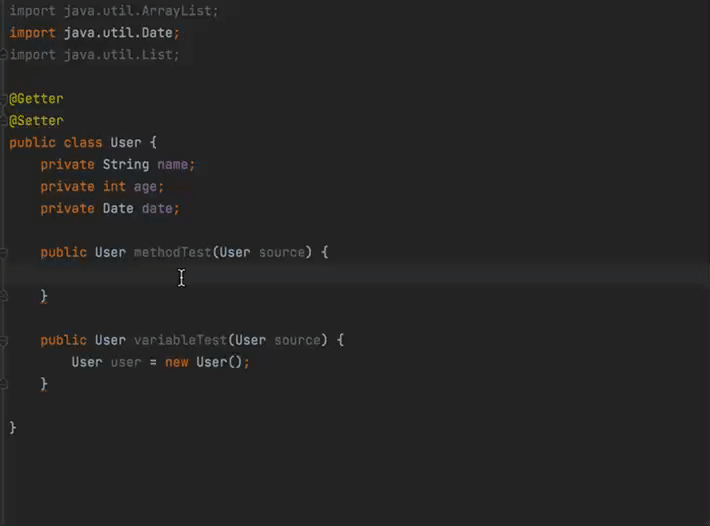 import java.util.ArrayList;
import java.util.Date;
import java.util.List;
@Getter
@Setter
public class User {
private String name;
private int age;
private Date date;
public User methodTest(User source) {
}
public User variableTest(User source) {
User user = new User();
}
}